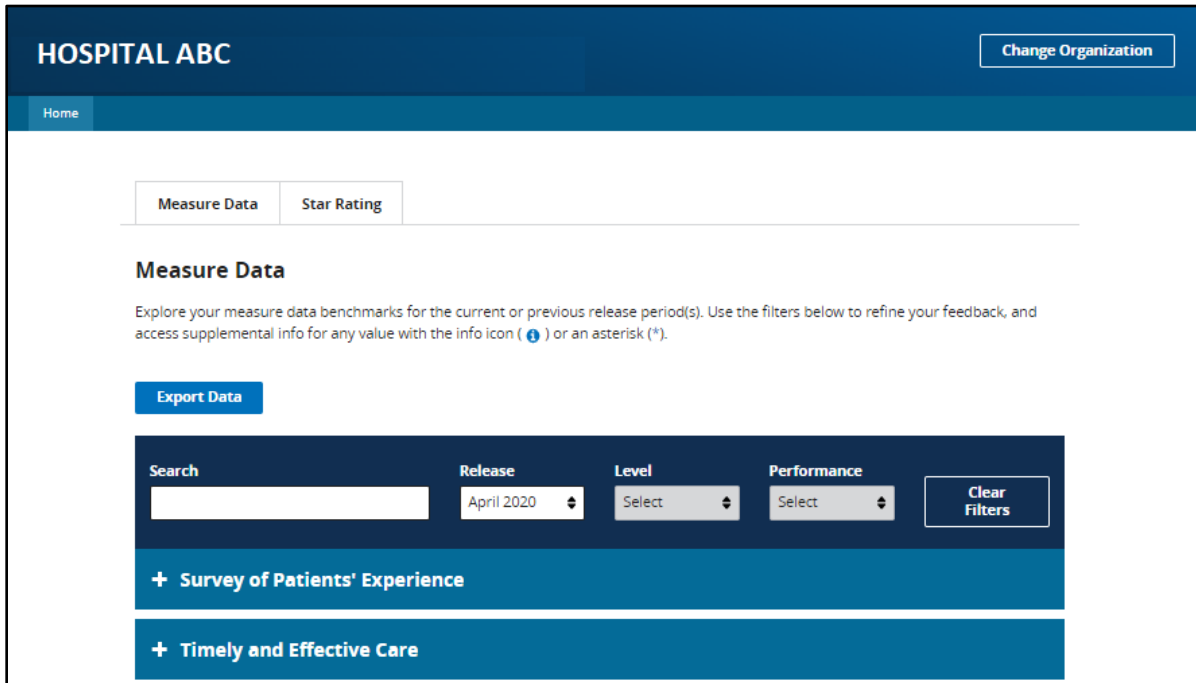 HOSPITAL ABC
Change Organization
Home
Measure Data
Star Rating
Measure Data
Explore your measure data benchmarks for the current or previous release period(s). Use the filters below to refine your feedback, and
access supplemental info for any value with the info icon ( i ) or an asterisk (*).
Export Data
Search
Release
Level
Performance
April 2020
Select
Select
Clear
Filters
+ Survey of Patients' Experience
+ Timely and Effective Care